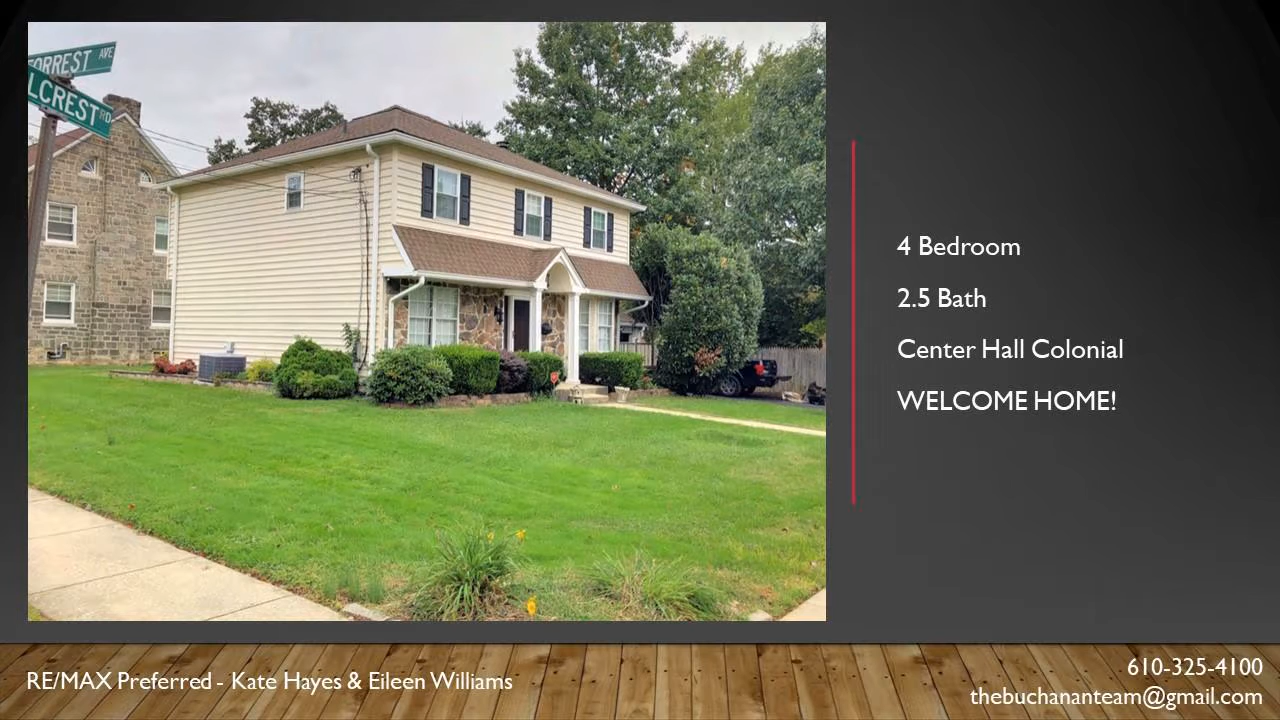 FORREST AVE
LCREST RD
4 Bedroom
2.5 Bath
Center Hall Colonial
WELCOME HOME!
RE/MAX Preferred - Kate Hayes & Eileen Williams
610-325-4100
thebuchananteam@gmail.com